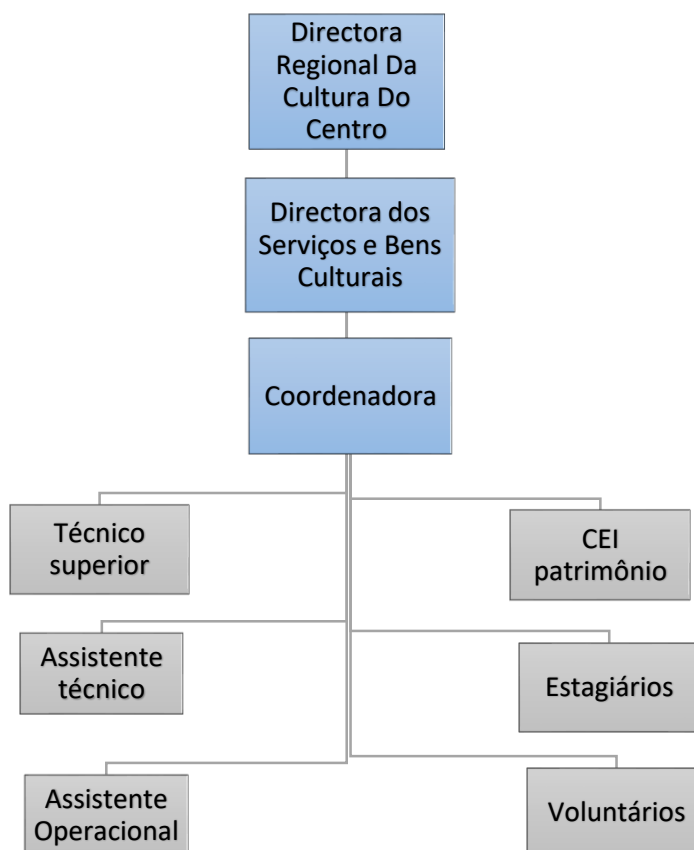 Directora
Regional Da
Cultura Do
Centro
Directora dos
Serviços e Bens
Culturais
Coordenadora
Técnico
superior
CEI
patrimônio
Assistente
técnico
Estagiários
Assistente
Operacional
Voluntários